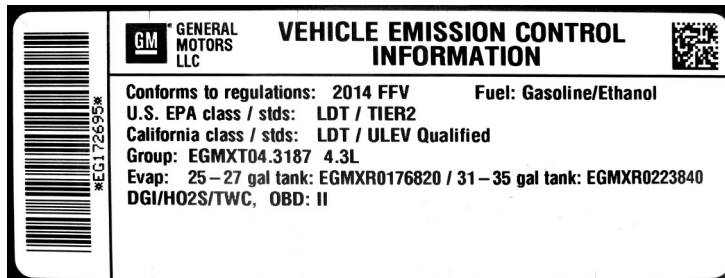 GM GENERAL
MOTORS
LLC
VEHICLE EMISSION CONTROL
INFORMATION
Conforms to regulations: 2014 FFV Fuel: Gasoline/Ethanol
U.S. EPA class / stds: LDT / TIER2
California class / stds: LDT / ULEV Qualified
Group: EGMXT04.3187 4.3L
Evap: 25–27 gal tank: EGMXR0176820 / 31–35 gal tank: EGMXR0223840
DGI/HO2S/TWC, OBD: II
*EG172695*